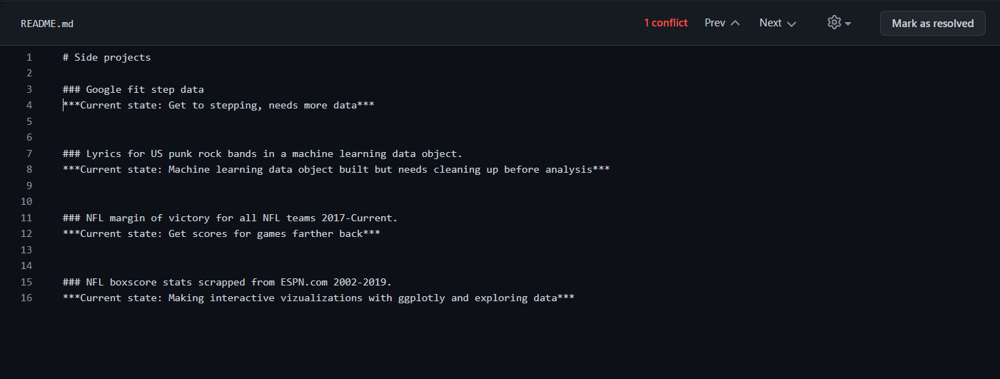 README.md
1 conflict Prev Next Mark as resolved
1 # Side projects
2
3 ### Google fit step data
4 ***Current state: Get to stepping, needs more data***
5
6
7 ### Lyrics for US punk rock bands in a machine learning data object.
8 ***Current state: Machine learning data object built but needs cleaning up before analysis***
9
10
11 ### NFL margin of victory for all NFL teams 2017-Current.
12 ***Current state: Get scores for games farther back***
13
14
15 ### NFL boxscore stats scrapped from ESPN.com 2002-2019.
16 ***Current state: Making interactive vizualizations with ggplotly and exploring data***